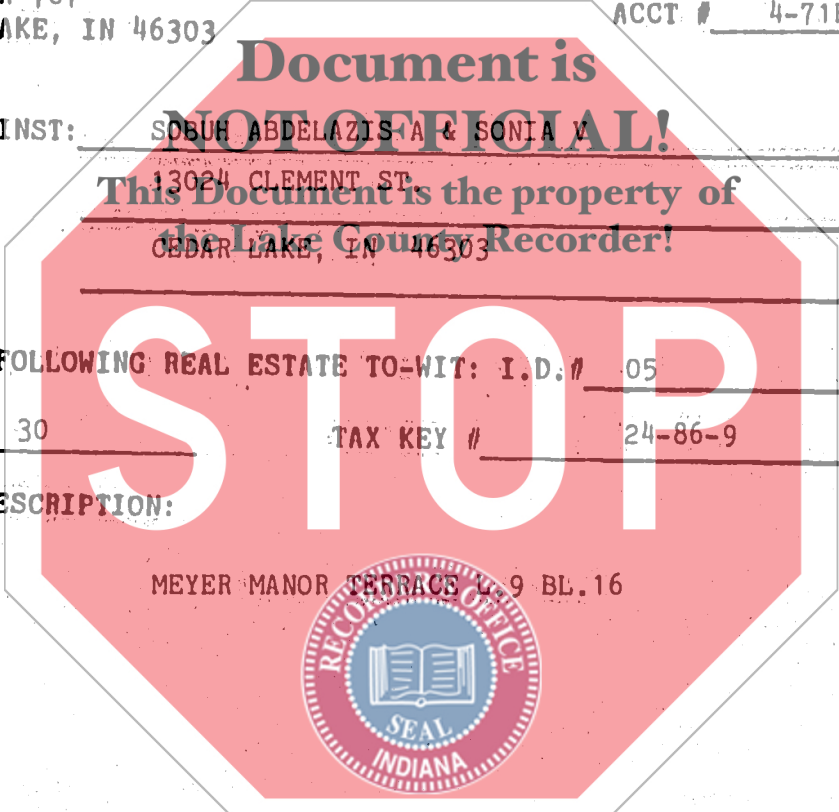 AKE, IN 46303
ACCT # 4-71
Document is
NOT OFFICIAL!
INST: SOBUH ABDELAZIS A & SONIA V
13024 CLEMENT ST.
This Document is the property of
the Lake County Recorder!
CEDAR LAKE, IN 46303
STOP
FOLLOWING REAL ESTATE TO-WIT: I.D.# 05
30 TAX KEY # 24-86-9
ESCRIPTION:
MEYER MANOR TERRACE L.9 BL.16
RECORDER'S OFFICE
SEAL
INDIANA